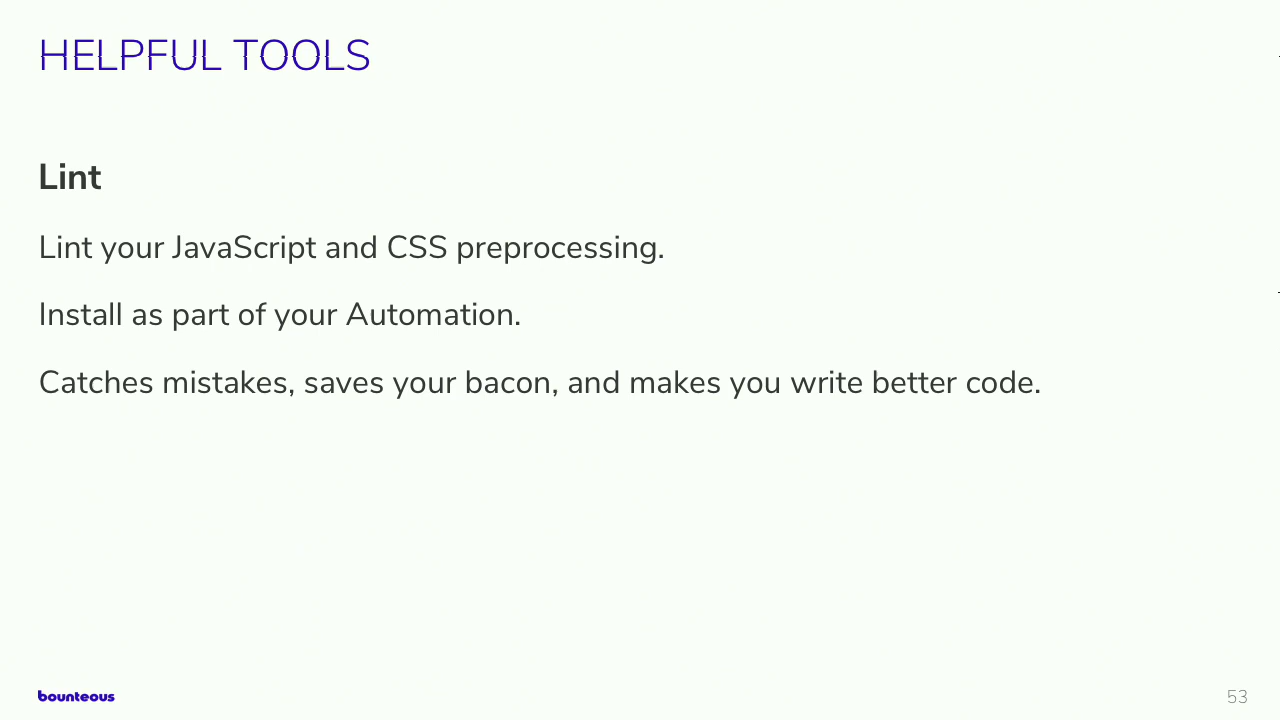 HELPFUL TOOLS
Lint
Lint your JavaScript and CSS preprocessing.
Install as part of your Automation.
Catches mistakes, saves your bacon, and makes you write better code.
bounteous
53